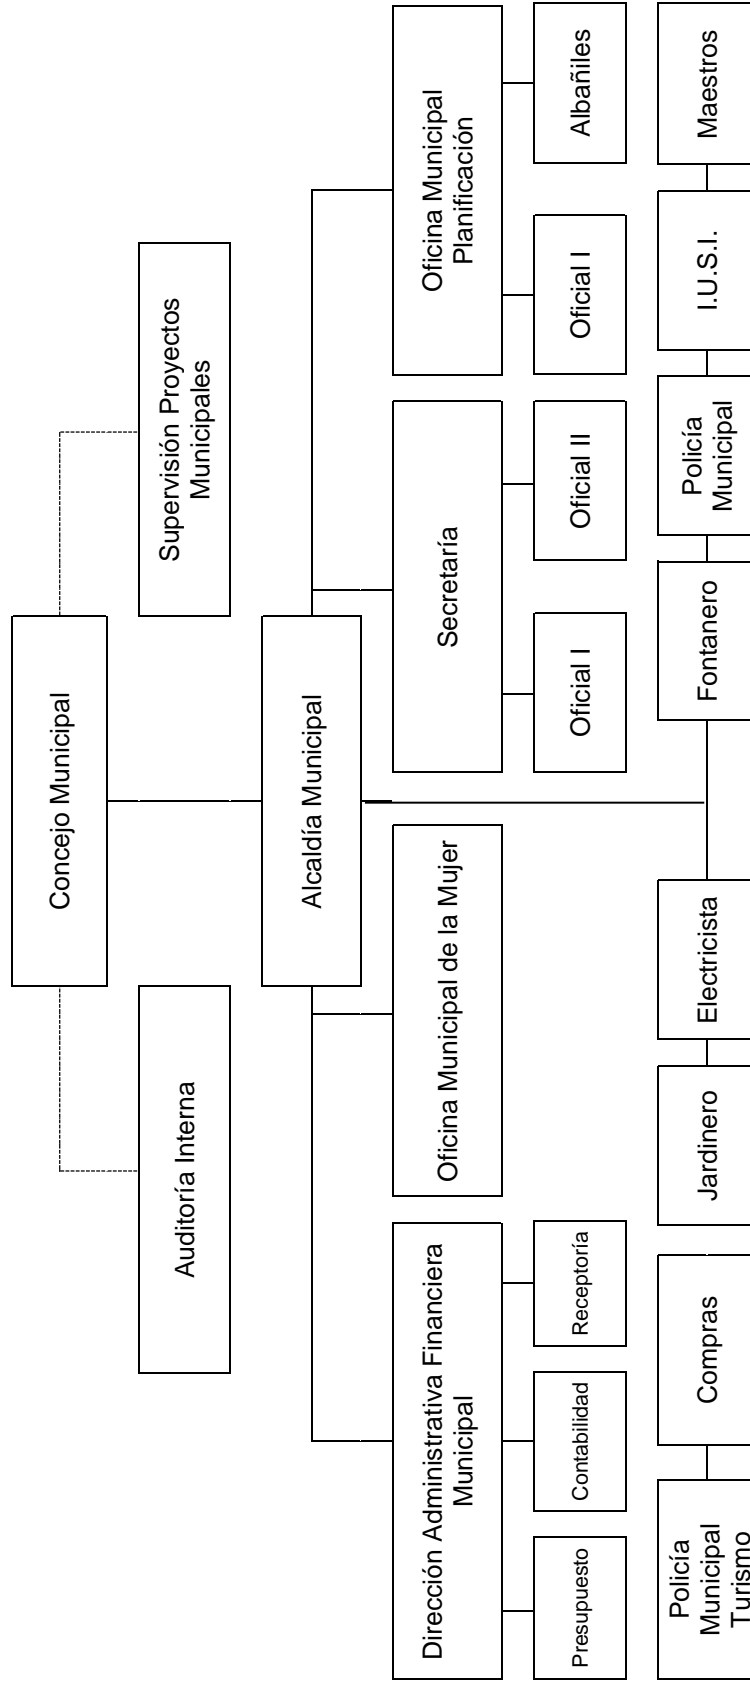 Concejo Municipal
Auditoría Interna
Supervisión Proyectos
Municipales
Alcaldía Municipal
Dirección Administrativa Financiera
Municipal
Oficina Municipal de la Mujer
Secretaría
Oficina Municipal
Planificación
Presupuesto
Contabilidad
Receptoría
Oficial I
Oficial II
Oficial I
Albañiles
Policía
Municipal
Turismo
Compras
Jardinero
Electricista
Fontanero
Policía
Municipal
I.U.S.I.
Maestros